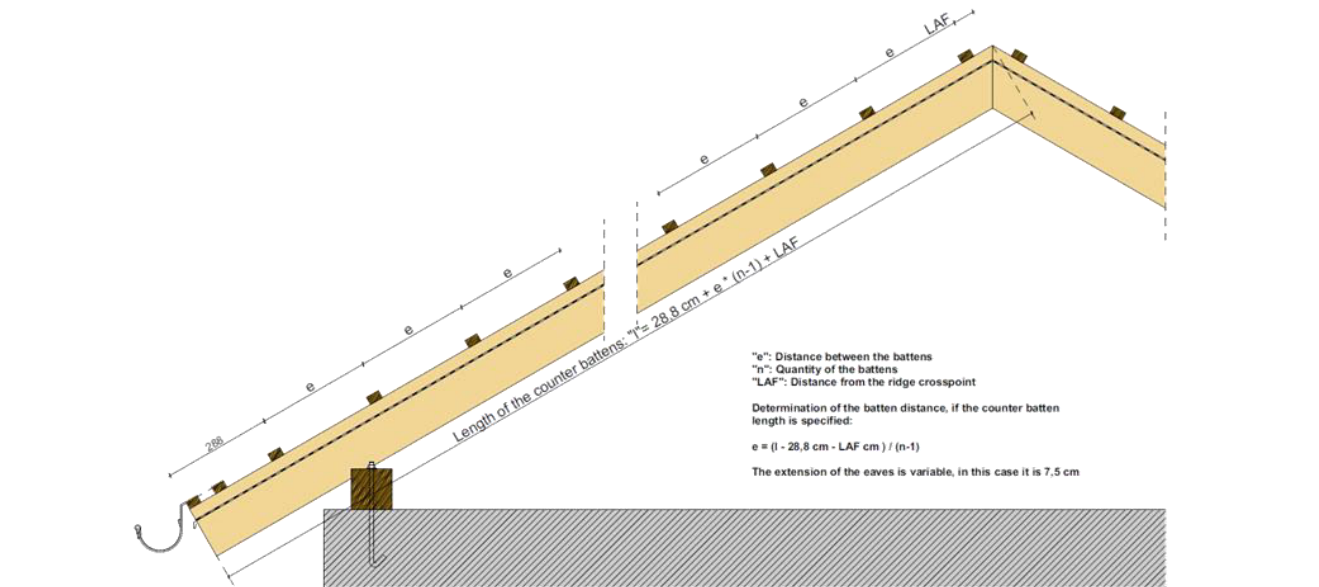 LAF
e
e
e
e
e
e
288
Length of the counter battens: "l"= 28,8 cm + e * (n-1) + LAF
"e": Distance between the battens
"n": Quantity of the battens
"LAF": Distance from the ridge crosspoint
Determination of the batten distance, if the counter batten
length is specified:
e = (l - 28,8 cm - LAF cm ) / (n-1)
The extension of the eaves is variable, in this case it is 7,5 cm